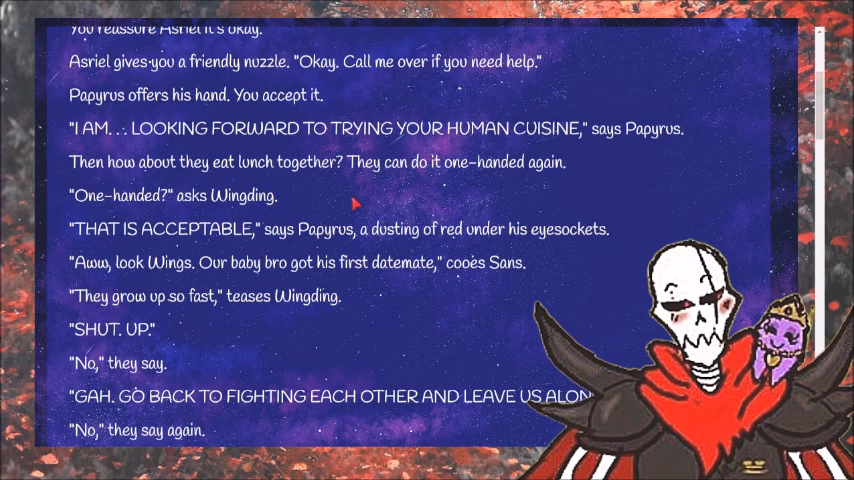 You reassure Asriel it's okay.
Asriel gives you a friendly nuzzle. "Okay. Call me over if you need help."
Papyrus offers his hand. You accept it.
"I AM. . . LOOKING FORWARD TO TRYING YOUR HUMAN CUISINE," says Papyrus.
Then how about they eat lunch together? They can do it one-handed again.
"One-handed?" asks Wingding.
"THAT IS ACCEPTABLE," says Papyrus, a dusting of red under his eyesockets.
"Aww, look Wings. Our baby bro got his first datemate," cooes Sans.
"They grow up so fast," teases Wingding.
"SHUT. UP."
"No," they say.
"GAH. GO BACK TO FIGHTING EACH OTHER AND LEAVE US ALON
"No," they say again.